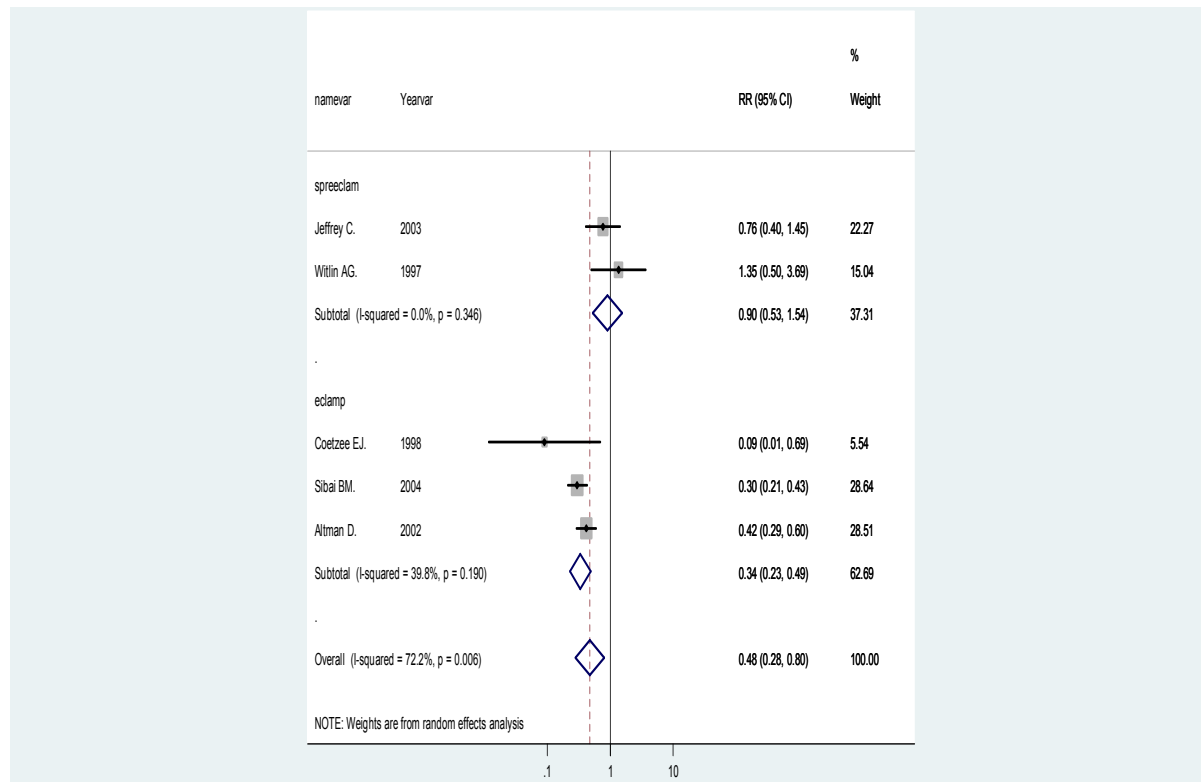 %
namevar Yearvar RR (95% CI) Weight
spreeclam
Jeffrey C. 2003 0.76 (0.40, 1.45) 22.27
Witlin AG. 1997 1.35 (0.50, 3.69) 15.04
Subtotal (I-squared = 0.0%, p = 0.346) 0.90 (0.53, 1.54) 37.31
.
eclamp
Coetzee EJ. 1998 0.09 (0.01, 0.69) 5.54
Sibai BM. 2004 0.30 (0.21, 0.43) 28.64
Altman D. 2002 0.42 (0.29, 0.60) 28.51
Subtotal (I-squared = 39.8%, p = 0.190) 0.34 (0.23, 0.49) 62.69
.
Overall (I-squared = 72.2%, p = 0.006) 0.48 (0.28, 0.80) 100.00
NOTE: Weights are from random effects analysis
.1 1 10